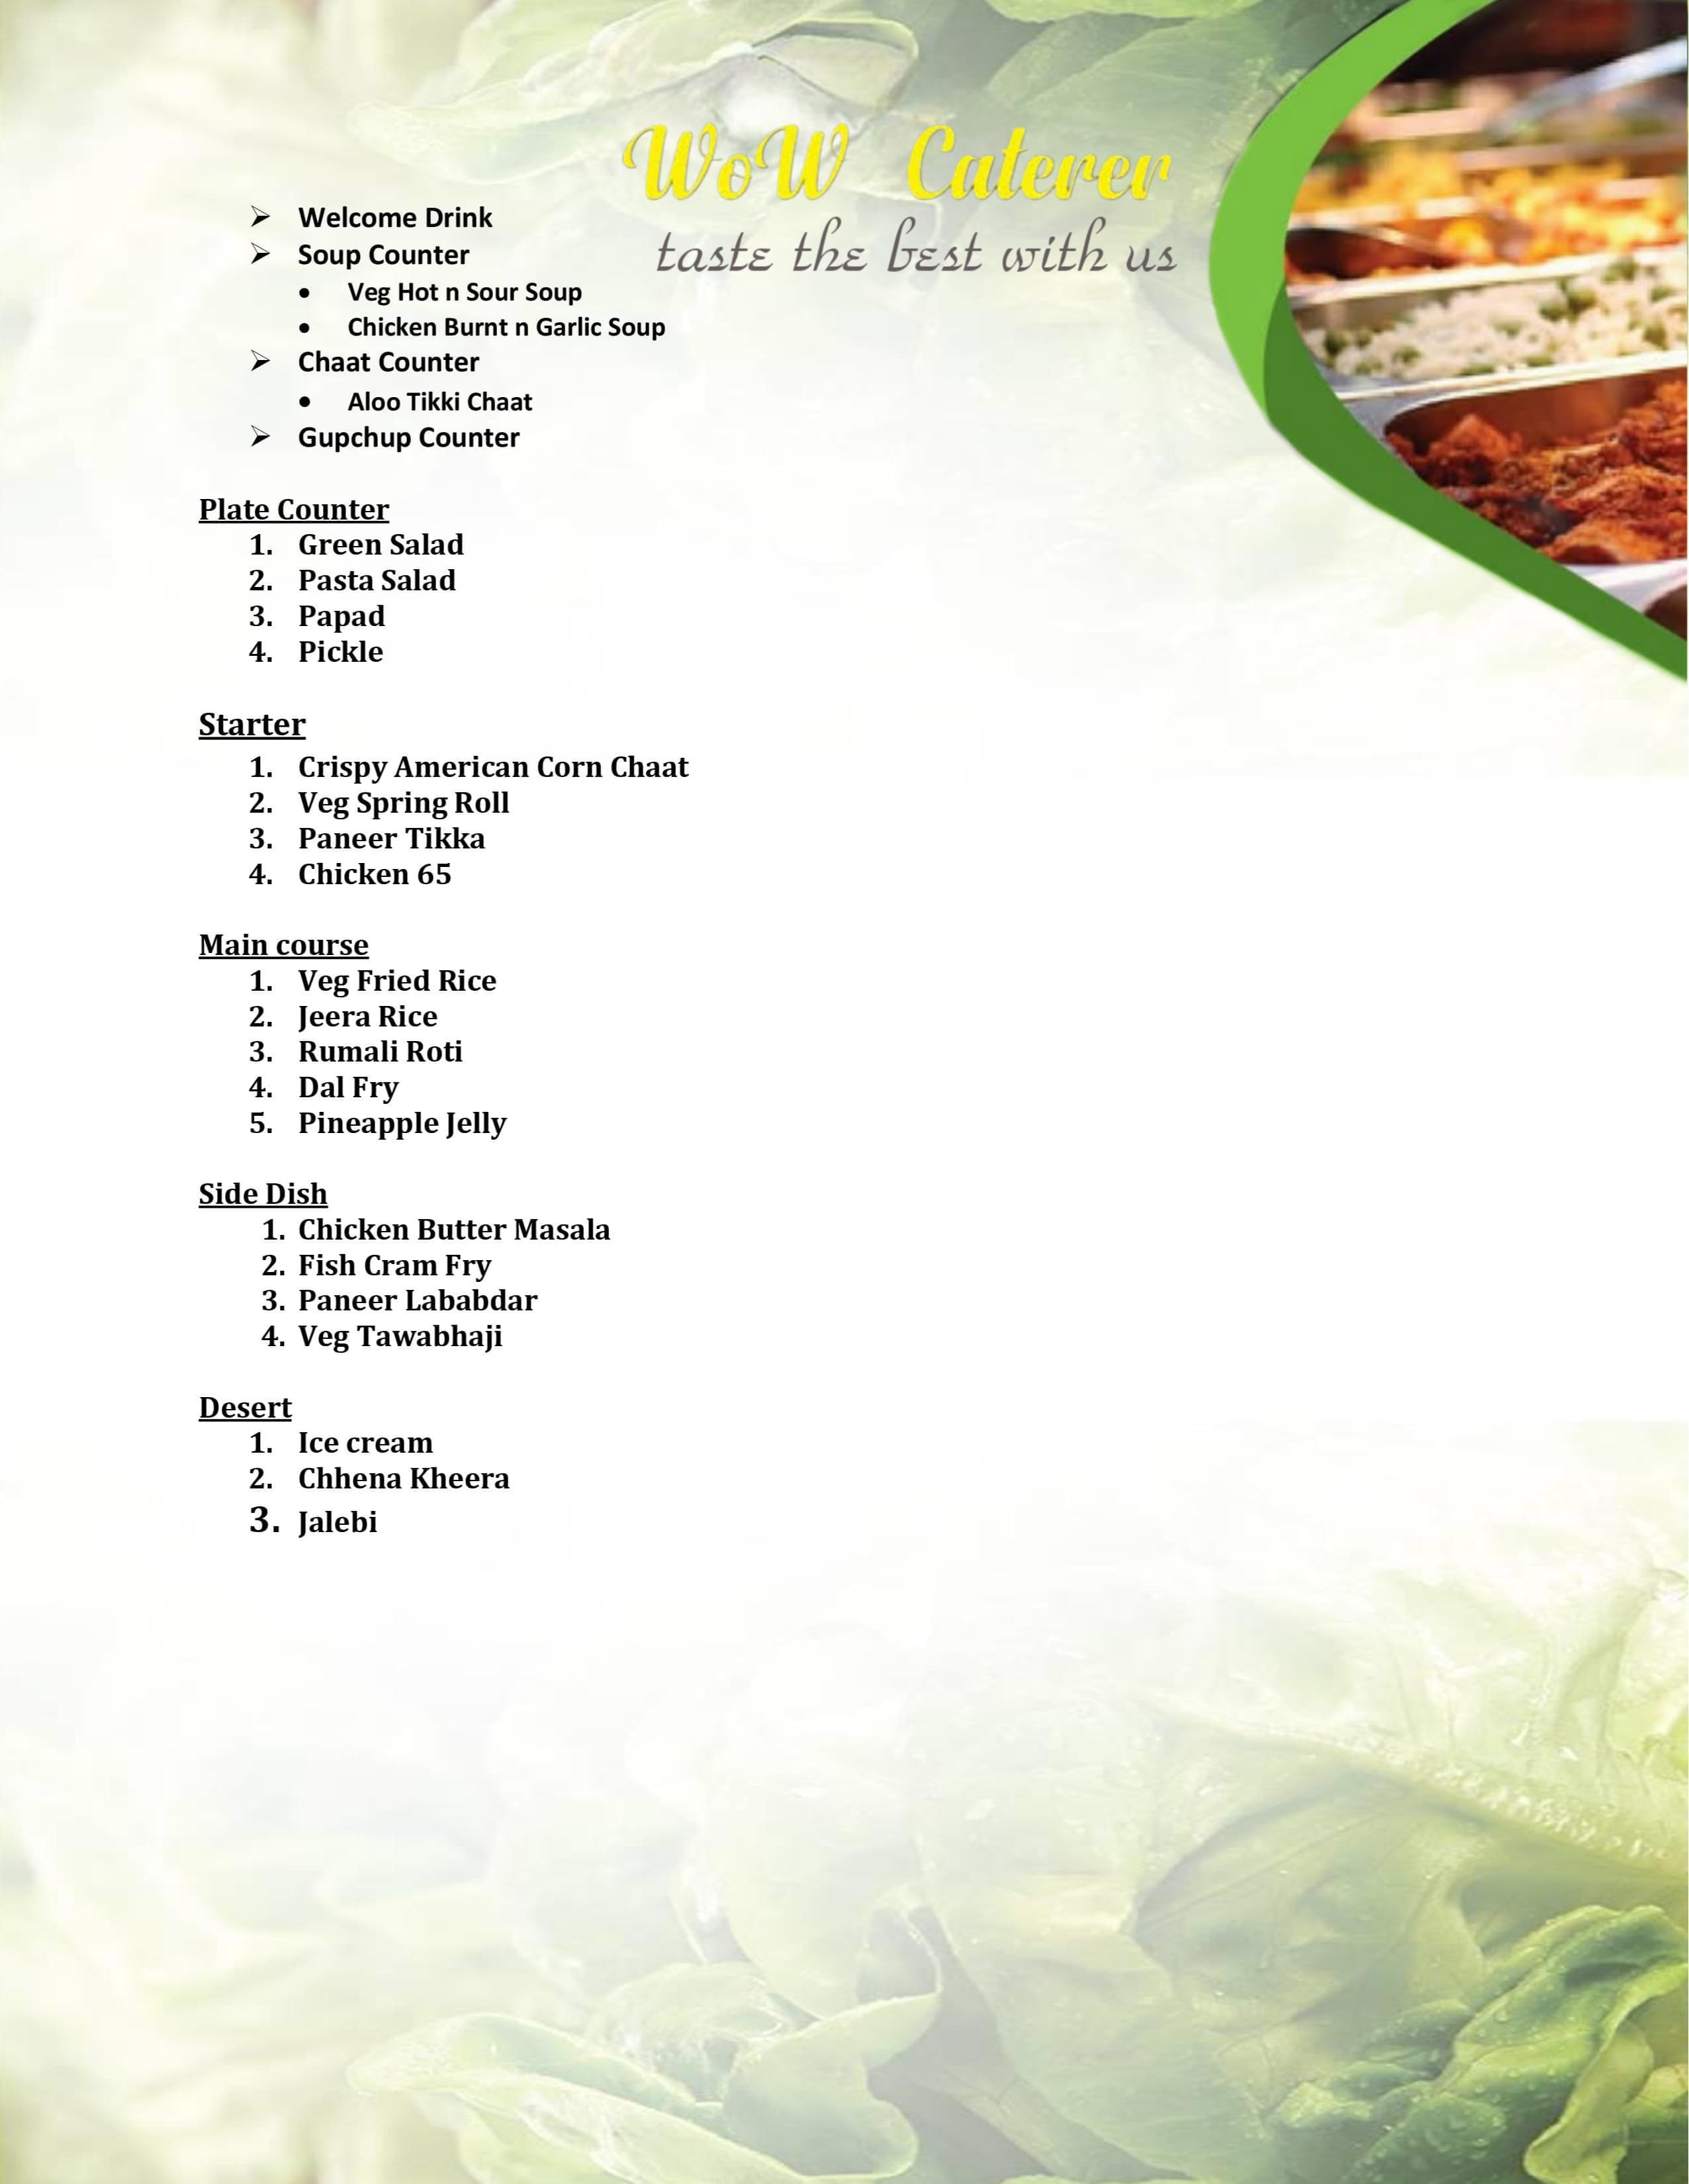 WoW Caterer
taste the best with us
➢ Welcome Drink
➢ Soup Counter
• Veg Hot n Sour Soup
• Chicken Burnt n Garlic Soup
➢ Chaat Counter
• Aloo Tikki Chaat
➢ Gupchup Counter
Plate Counter
1. Green Salad
2. Pasta Salad
3. Papad
4. Pickle
Starter
1. Crispy American Corn Chaat
2. Veg Spring Roll
3. Paneer Tikka
4. Chicken 65
Main course
1. Veg Fried Rice
2. Jeera Rice
3. Rumali Roti
4. Dal Fry
5. Pineapple Jelly
Side Dish
1. Chicken Butter Masala
2. Fish Cram Fry
3. Paneer Lababdar
4. Veg Tawabhaji
Desert
1. Ice cream
2. Chhena Kheera
3. Jalebi